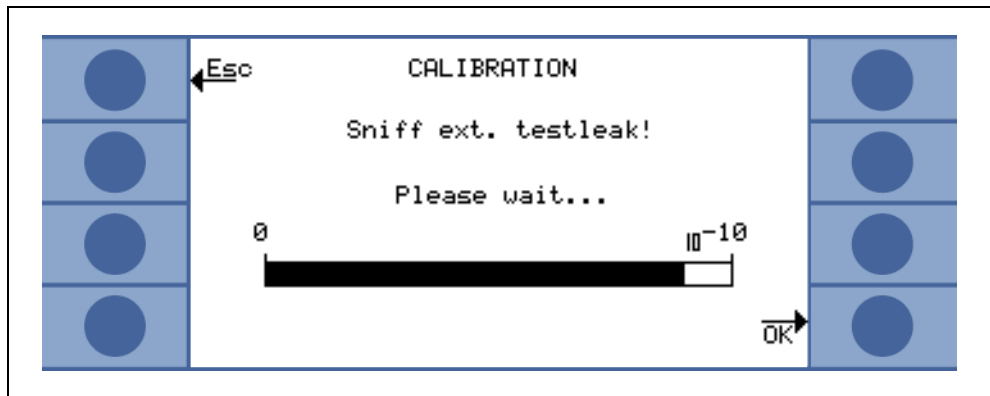 Esc CALIBRATION
Sniff ext. testleak!
Please wait...
0 10⁻¹⁰
OK